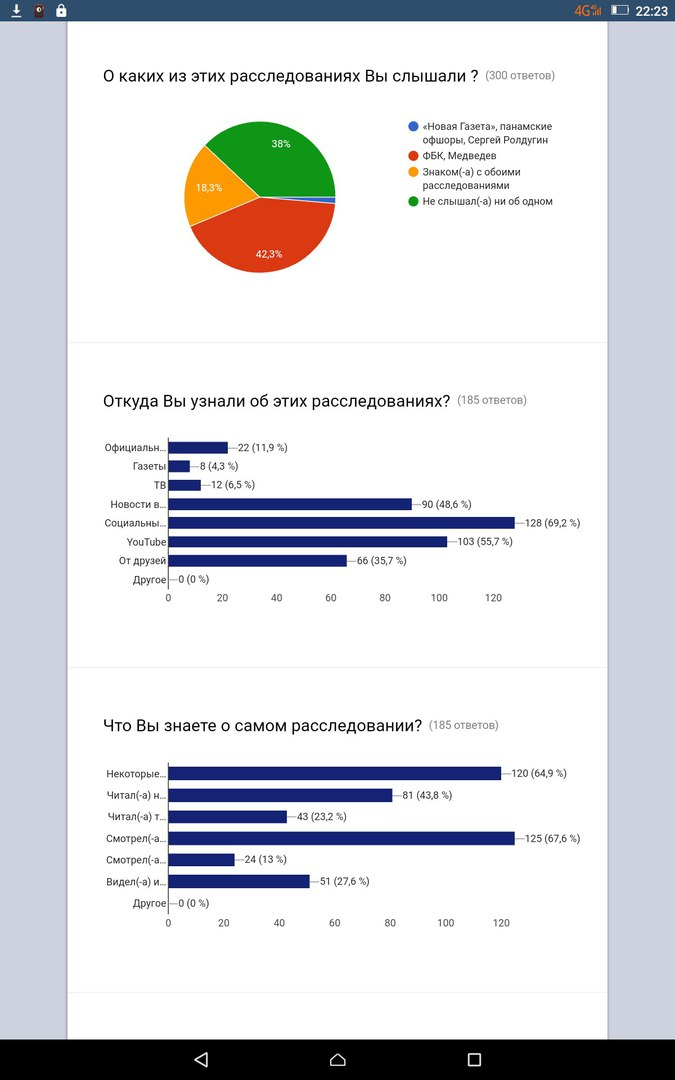 4G 22:23
О каких из этих расследованиях Вы слышали ? (300 ответов)
38%
18,3%
42,3%
«Новая Газета», панамские
офшоры, Сергей Ролдугин
ФБК, Медведев
Знаком(-а) с обоими
расследованиями
Не слышал(-а) ни об одном
Откуда Вы узнали об этих расследованиях? (185 ответов)
Официальн... 22 (11,9 %)
Газеты 8 (4,3 %)
ТВ 12 (6,5 %)
Новости в... 90 (48,6 %)
Социальны... 128 (69,2 %)
YouTube 103 (55,7 %)
От друзей 66 (35,7 %)
Другое 0 (0 %)
0 20 40 60 80 100 120
Что Вы знаете о самом расследовании? (185 ответов)
Некоторые... 120 (64,9 %)
Читал(-а) н... 81 (43,8 %)
Читал(-а) т... 43 (23,2 %)
Смотрел(-а... 125 (67,6 %)
Смотрел(-а... 24 (13 %)
Видел(-а) и... 51 (27,6 %)
Другое 0 (0 %)
0 20 40 60 80 100 120